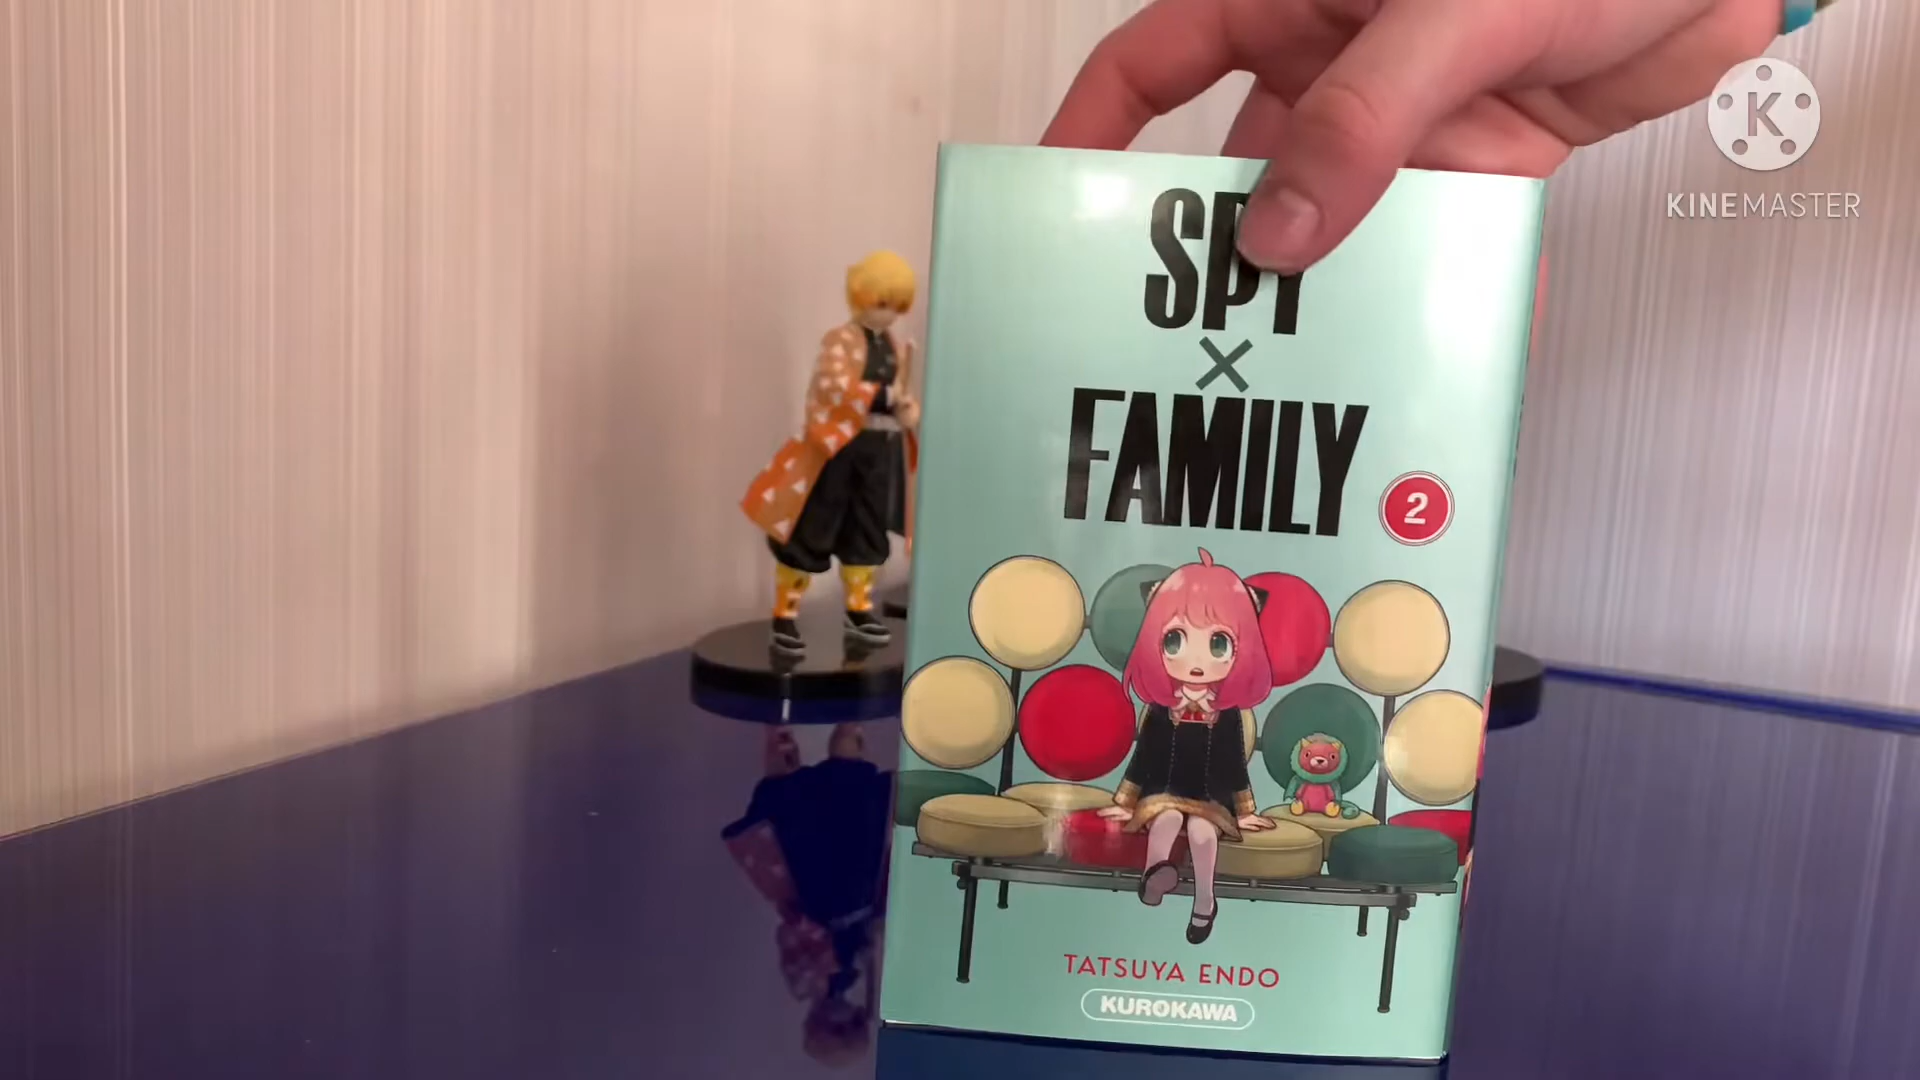 SPY
×
FAMILY
2
TATSUYA ENDO
KUROKAWA
K
KINEMASTER